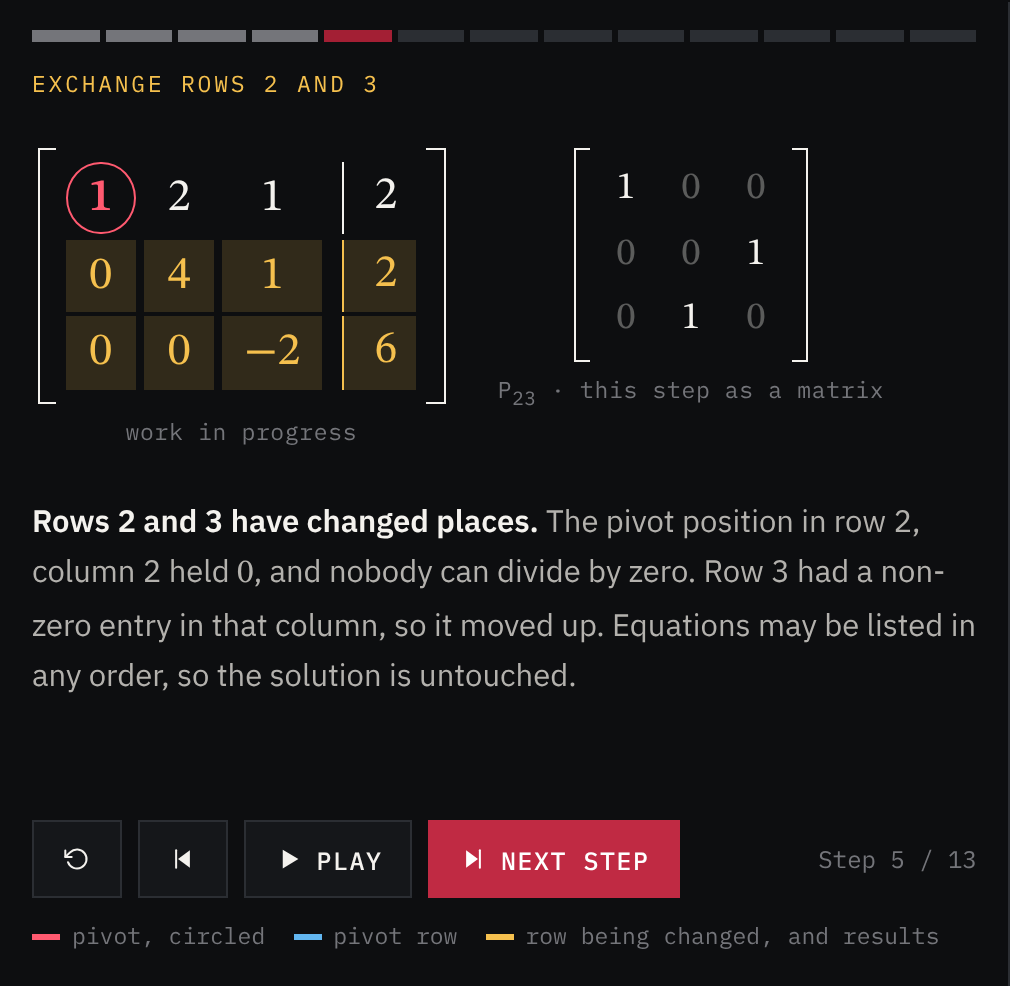 EXCHANGE ROWS 2 AND 3
1 2 1 2
0 4 1 2
0 0 −2 6
work in progress
1 0 0
0 0 1
0 1 0
P23 · this step as a matrix
Rows 2 and 3 have changed places. The pivot position in row 2,
column 2 held 0, and nobody can divide by zero. Row 3 had a non-
zero entry in that column, so it moved up. Equations may be listed in
any order, so the solution is untouched.
PLAY NEXT STEP Step 5 / 13
pivot, circled pivot row row being changed, and results